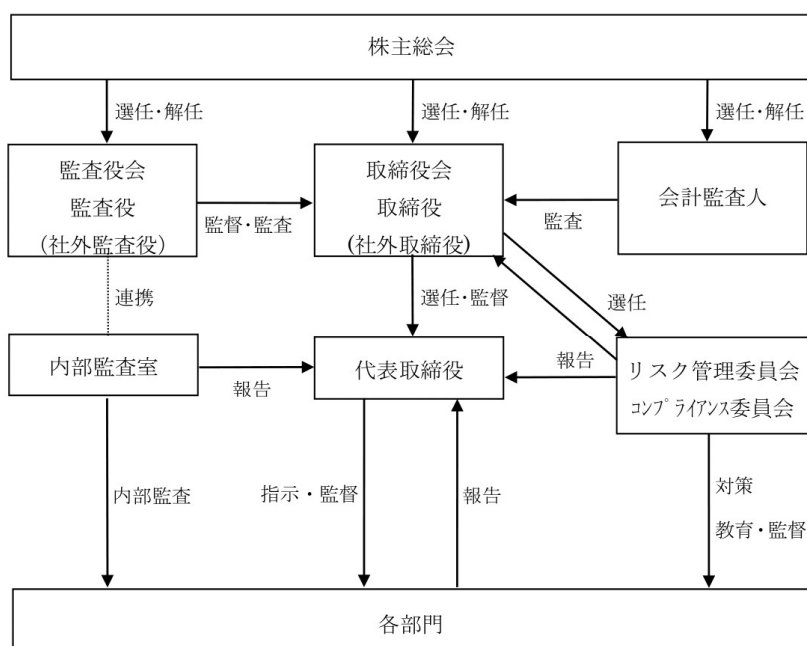 株主総会
選任・解任
選任・解任
選任・解任
監査役会
監査役
(社外監査役)
監督・監査
取締役会
取締役
(社外取締役)
監査
会計監査人
連携
選任・監督
選任
内部監査室
報告
代表取締役
報告
リスク管理委員会
コンプライアンス委員会
内部監査
指示・監督
報告
対策
教育・監督
各部門